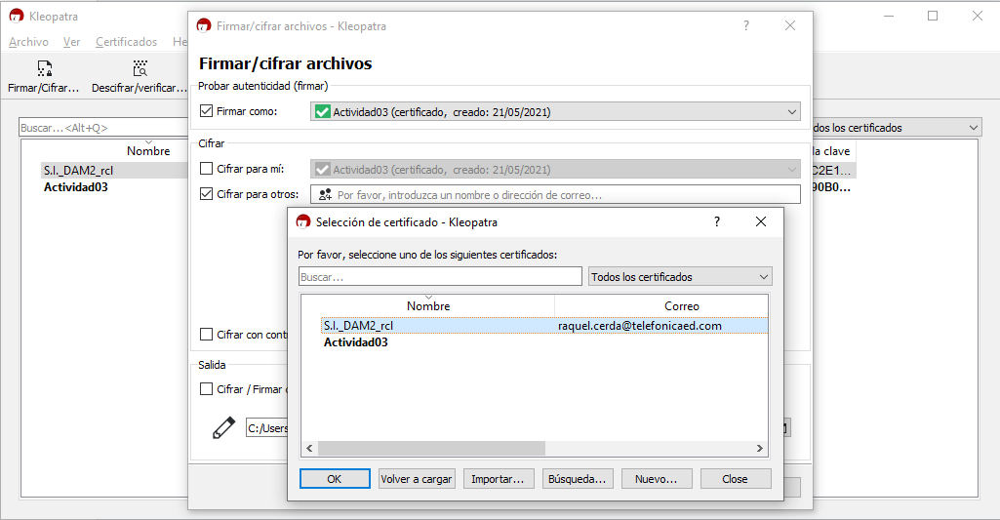 Kleopatra
Archivo Ver Certificados He
Firmar/Cifrar... Descifrar/verificar...
Buscar...<Alt+Q>
dos los certificados
Nombre
la clave
S.I._DAM2_rcl
C2E1...
Actividad03
90B0...
Firmar/cifrar archivos - Kleopatra
?
Firmar/cifrar archivos
Probar autenticidad (firmar)
Firmar como:
Actividad03 (certificado, creado: 21/05/2021)
Cifrar
Cifrar para mí:
Actividad03 (certificado, creado: 21/05/2021)
Cifrar para otros:
Por favor, introduzca un nombre o dirección de correo...
Cifrar con cont
Salida
Cifrar / Firmar
C:/Users
Selección de certificado - Kleopatra
?
Por favor, seleccione uno de los siguientes certificados:
Buscar...
Todos los certificados
Nombre Correo
S.I._DAM2_rcl raquel.cerda@telefonicaed.com
Actividad03
OK Volver a cargar Importar... Búsqueda... Nuevo... Close